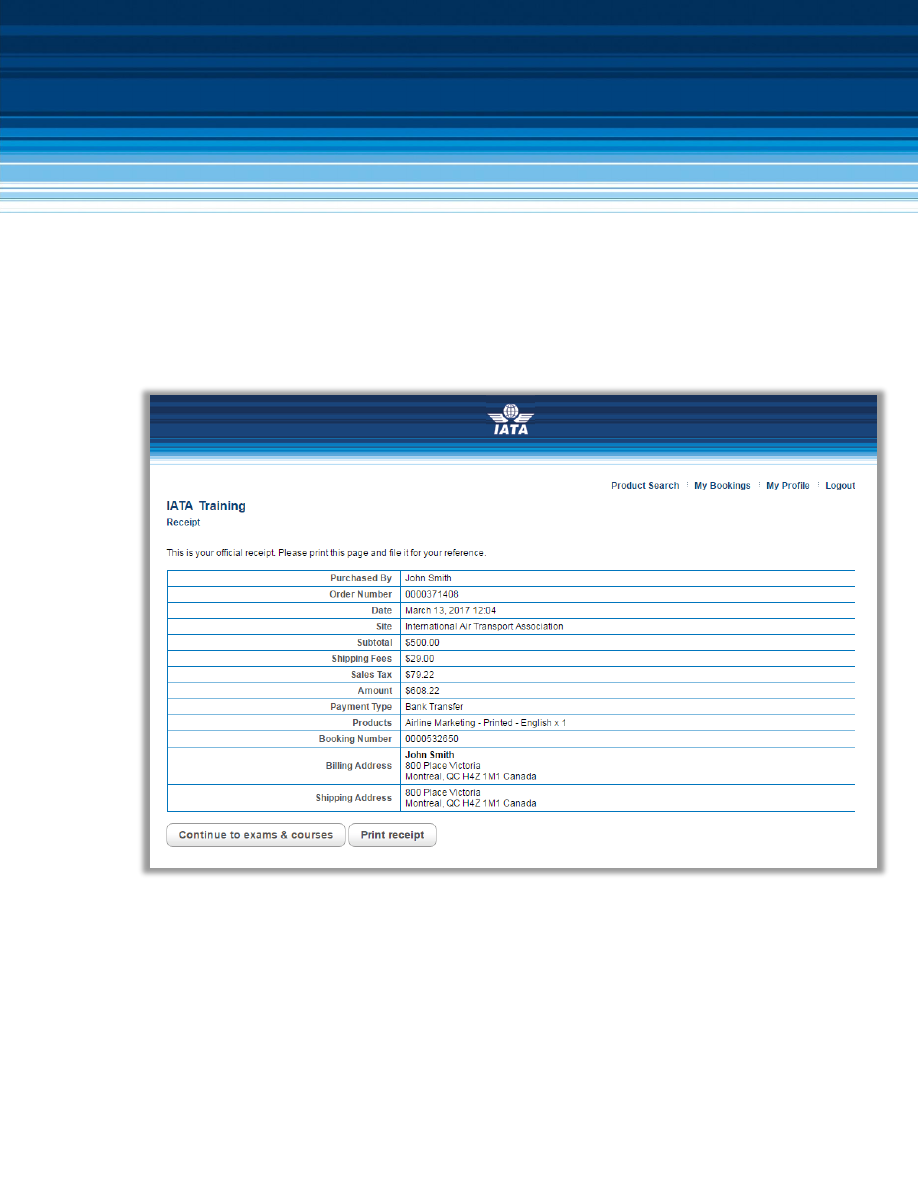 IATA
Product Search My Bookings My Profile Logout
IATA Training
Receipt
This is your official receipt. Please print this page and file it for your reference.
Purchased By John Smith
Order Number 0000371408
Date March 13, 2017 12:04
Site International Air Transport Association
Subtotal $500.00
Shipping Fees $29.00
Sales Tax $79.22
Amount $608.22
Payment Type Bank Transfer
Products Airline Marketing - Printed - English x 1
Booking Number 0000532650
Billing Address John Smith
800 Place Victoria
Montreal, QC H4Z 1M1 Canada
Shipping Address 800 Place Victoria
Montreal, QC H4Z 1M1 Canada
Continue to exams & courses Print receipt